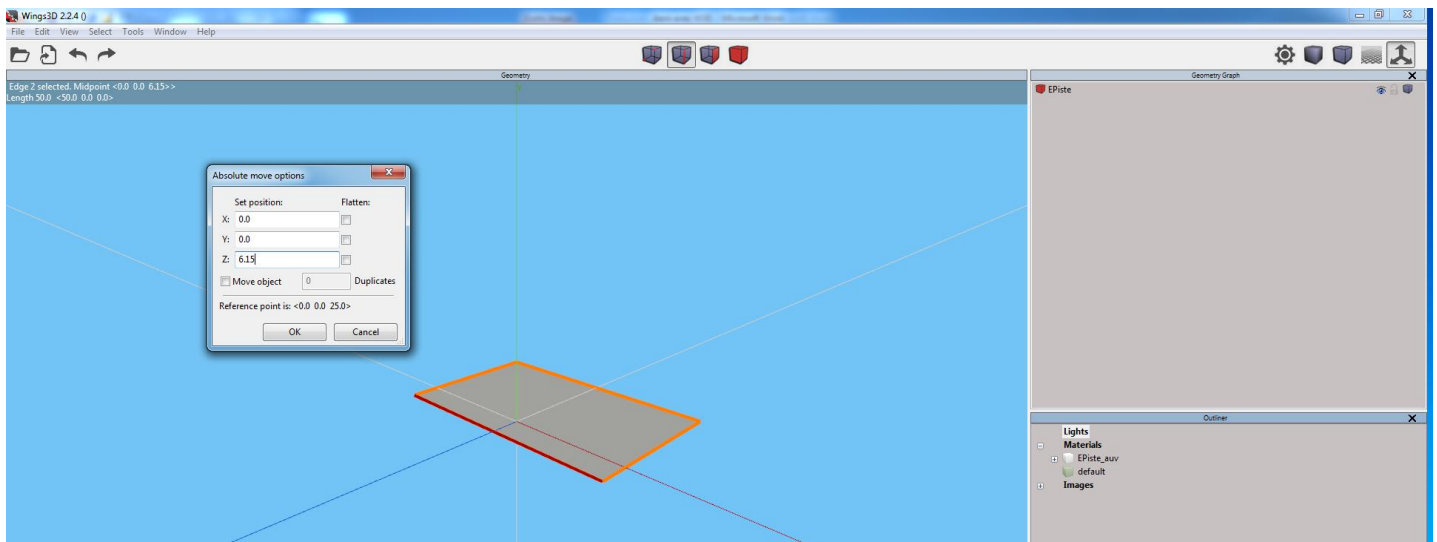 Wings3D 2.2.4 ()
File Edit View Select Tools Window Help
Geometry
Edge 2 selected. Midpoint <0.0 0.0 6.15>>
Length 50.0 <50.0 0.0 0.0>
Y
Absolute move options
Set position: Flatten:
X: 0.0
Y: 0.0
Z: 6.15
Move object 0 Duplicates
Reference point is: <0.0 0.0 25.0>
OK Cancel
Geometry Graph
EPiste
Outliner
Lights
Materials
EPiste_auv
default
Images